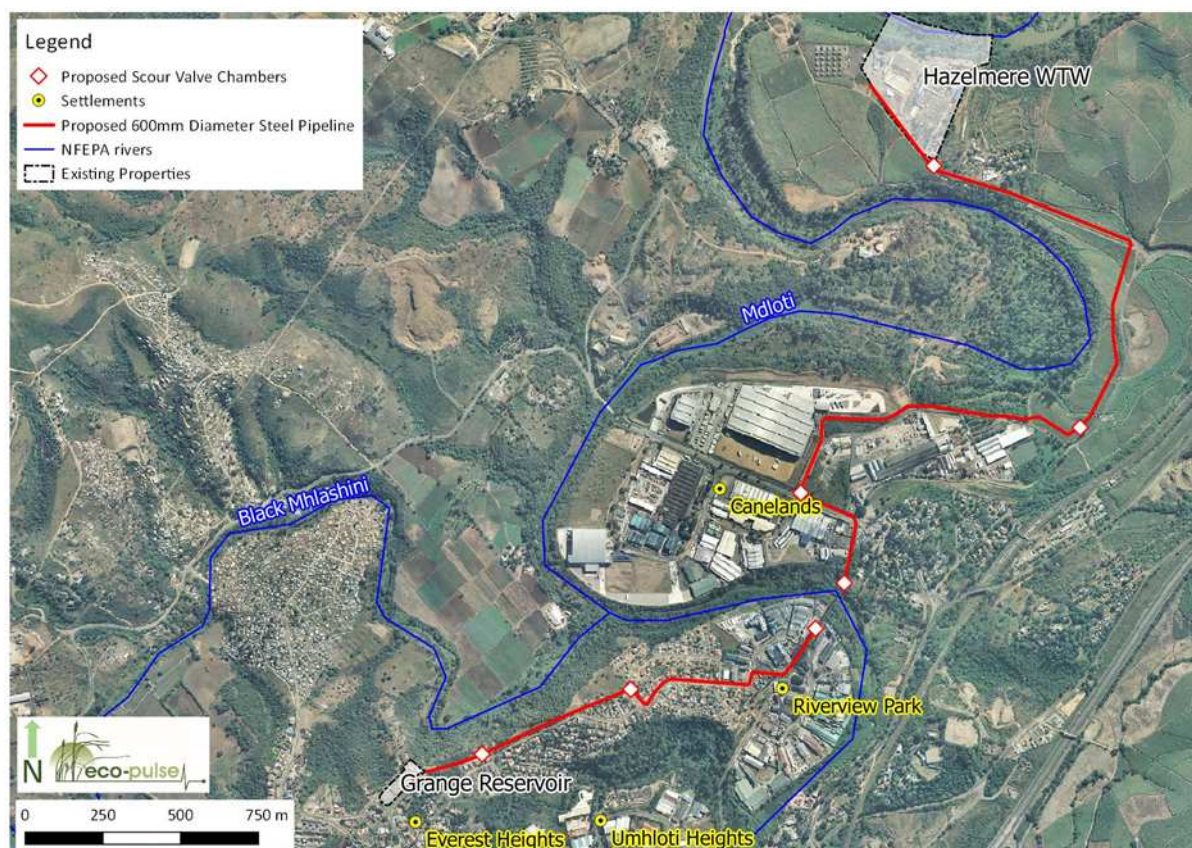 Legend
Proposed Scour Valve Chambers
Settlements
Proposed 600mm Diameter Steel Pipeline
NFEPA rivers
Existing Properties
Hazelmere WTW
Mdloti
Canelands
Black Mhlashini
Riverview Park
Grange Reservoir
Everest Heights
Umhloti Heights
N
eco-pulse
0 250 500 750 m